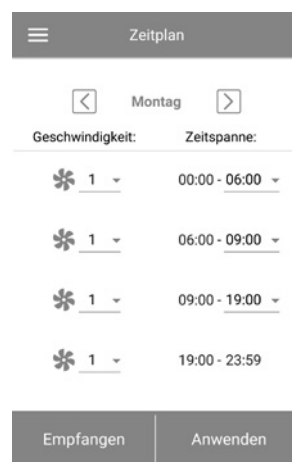 Zeitplan
Montag
Geschwindigkeit: Zeitspanne:
1 00:00 - 06:00
1 06:00 - 09:00
1 09:00 - 19:00
1 19:00 - 23:59
Empfangen Anwenden